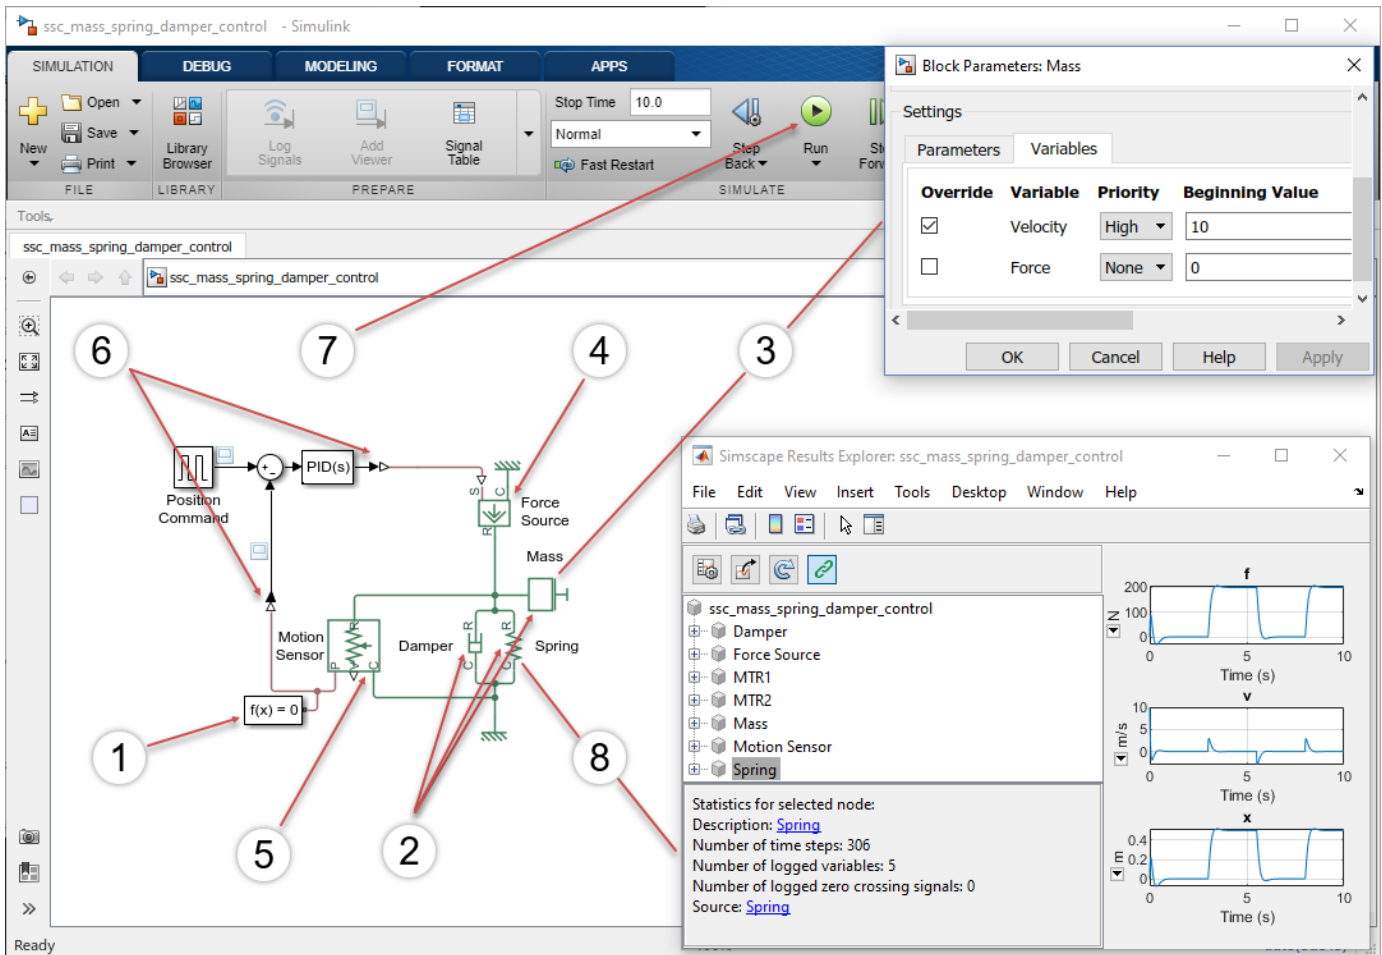 ssc_mass_spring_damper_control - Simulink
SIMULATION DEBUG MODELING FORMAT APPS
New
Open
Save
Print
FILE
Library Browser
LIBRARY
Log Signals
Add Viewer
Signal Table
PREPARE
Stop Time 10.0
Normal
Fast Restart
Step Back
Run
SIMULATE
Tools
ssc_mass_spring_damper_control
ssc_mass_spring_damper_control
Block Parameters: Mass
Settings
Parameters Variables
Override Variable Priority Beginning Value
Velocity High 10
Force None 0
OK Cancel Help Apply
6
7
4
3
Position
Command
+
-
PID(s)
S C
R
Force
Source
Mass
Motion
Sensor
R
P V C
Damper
R R
C C
Spring
f(x) = 0
1
5
2
8
Simscape Results Explorer: ssc_mass_spring_damper_control
File Edit View Insert Tools Desktop Window Help
ssc_mass_spring_damper_control
Damper
Force Source
MTR1
MTR2
Mass
Motion Sensor
Spring
Statistics for selected node:
Description: Spring
Number of time steps: 306
Number of logged variables: 5
Number of logged zero crossing signals: 0
Source: Spring
f
200
100
0
N
0 5 10
Time (s)
v
10
5
0
m/s
0 5 10
Time (s)
x
0.4
0.2
0
m
0 5 10
Time (s)
Ready